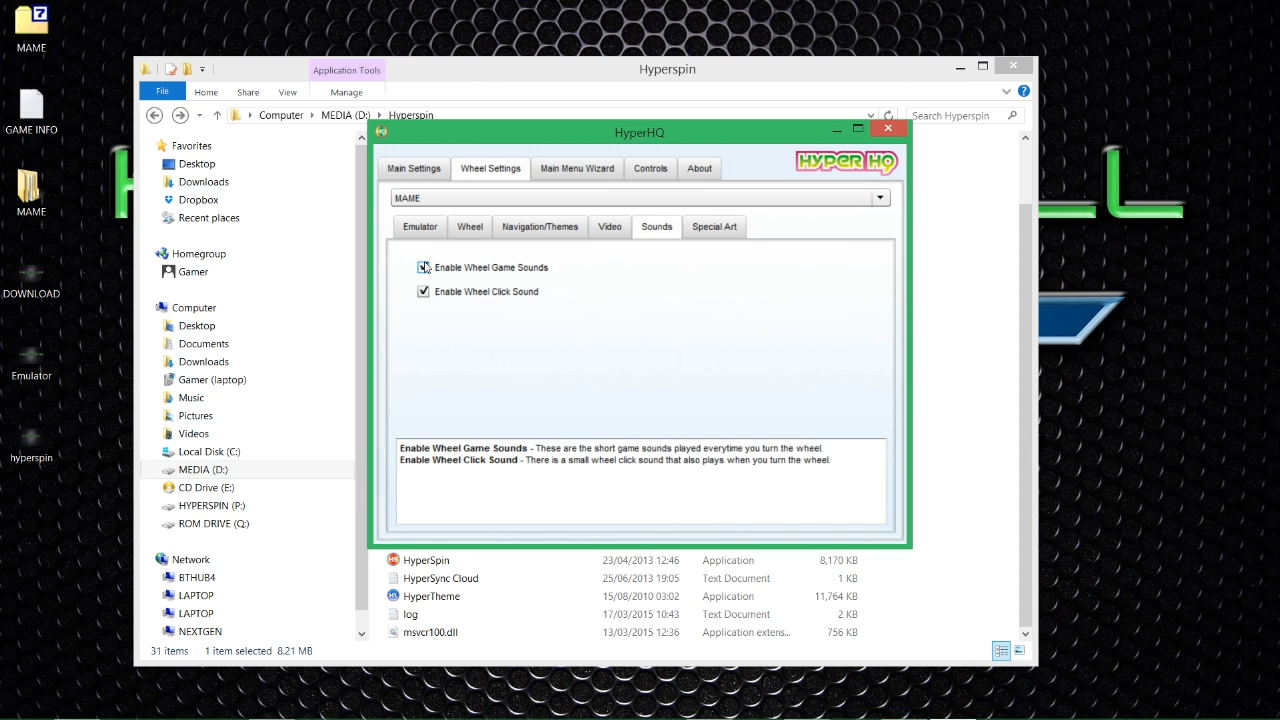 MAME
GAME INFO
MAME
DOWNLOAD
Emulator
hyperspin
Application Tools
Hyperspin
File
Home
Share
View
Manage
Computer
MEDIA (D:)
Hyperspin
Search Hyperspin
Favorites
Desktop
Downloads
Dropbox
Recent places
Homegroup
Gamer
Computer
Desktop
Documents
Downloads
Gamer (laptop)
Music
Pictures
Videos
Local Disk (C:)
MEDIA (D:)
CD Drive (E:)
HYPERSPIN (P:)
ROM DRIVE (Q:)
Network
BTHUB4
LAPTOP
LAPTOP
NEXTGEN
31 items
1 item selected 8.21 MB
HyperHQ
Main Settings
Wheel Settings
Main Menu Wizard
Controls
About
HYPER HQ
MAME
Emulator
Wheel
Navigation/Themes
Video
Sounds
Special Art
Enable Wheel Game Sounds
Enable Wheel Click Sound
Enable Wheel Game Sounds - These are the short game sounds played everytime you turn the wheel.
Enable Wheel Click Sound - There is a small wheel click sound that also plays when you turn the wheel.
HyperSpin 23/04/2013 12:46 Application 8,170 KB
HyperSync Cloud 25/06/2013 19:05 Text Document 1 KB
HyperTheme 15/08/2010 03:02 Application 11,764 KB
log 17/03/2015 10:43 Text Document 2 KB
msvcr100.dll 13/03/2015 12:36 Application extens... 756 KB